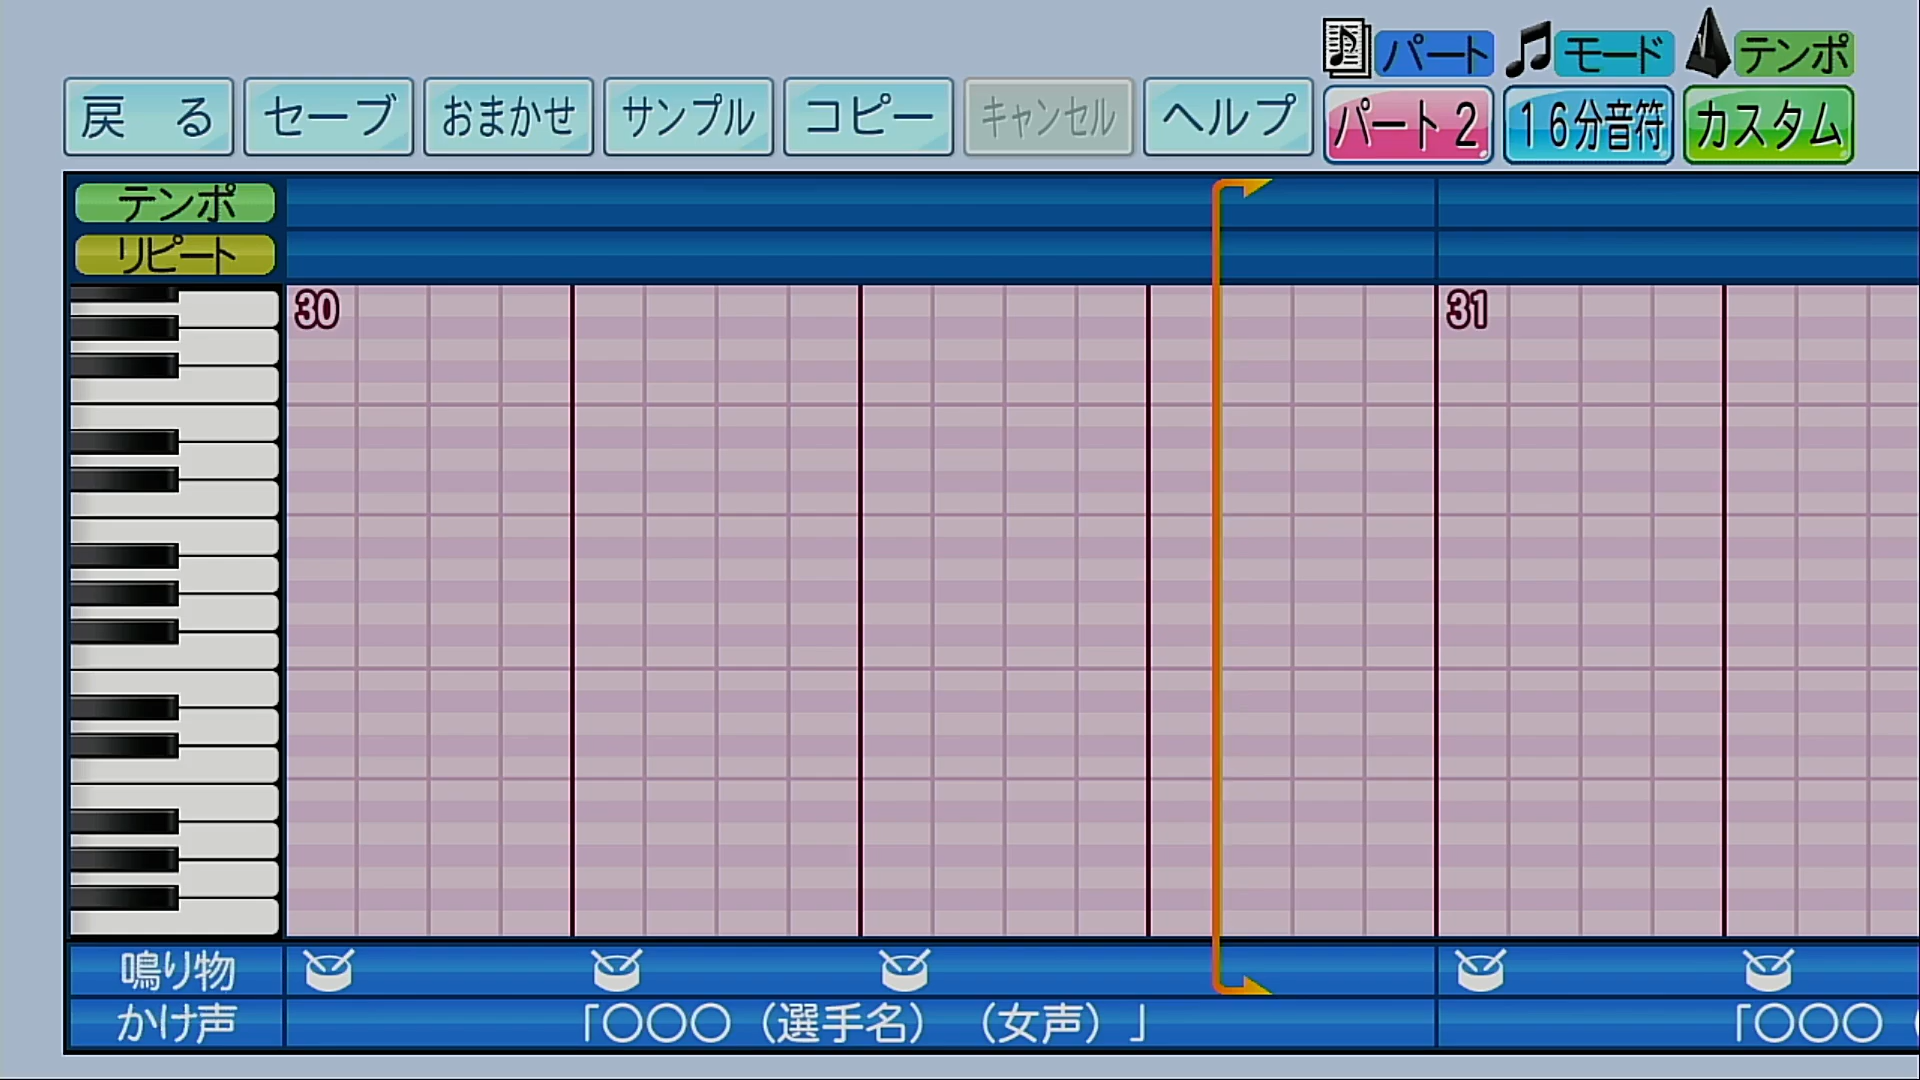 パート モード テンポ
戻 る セーブ おまかせ サンプル コピー キャンセル ヘルプ パート2 16分音符 カスタム
テンポ
リピート
30 31
鳴り物
かけ声 「〇〇〇(選手名) (女声)」 「〇〇〇